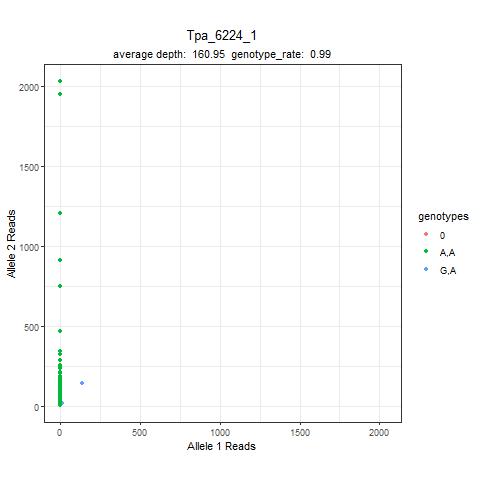 Tpa_6224_1
average depth:  160.95  genotype_rate:  0.99
2000
1500
1000
500
0
Allele 2 Reads
0 500 1000 1500 2000
Allele 1 Reads
genotypes
0
A,A
G,A